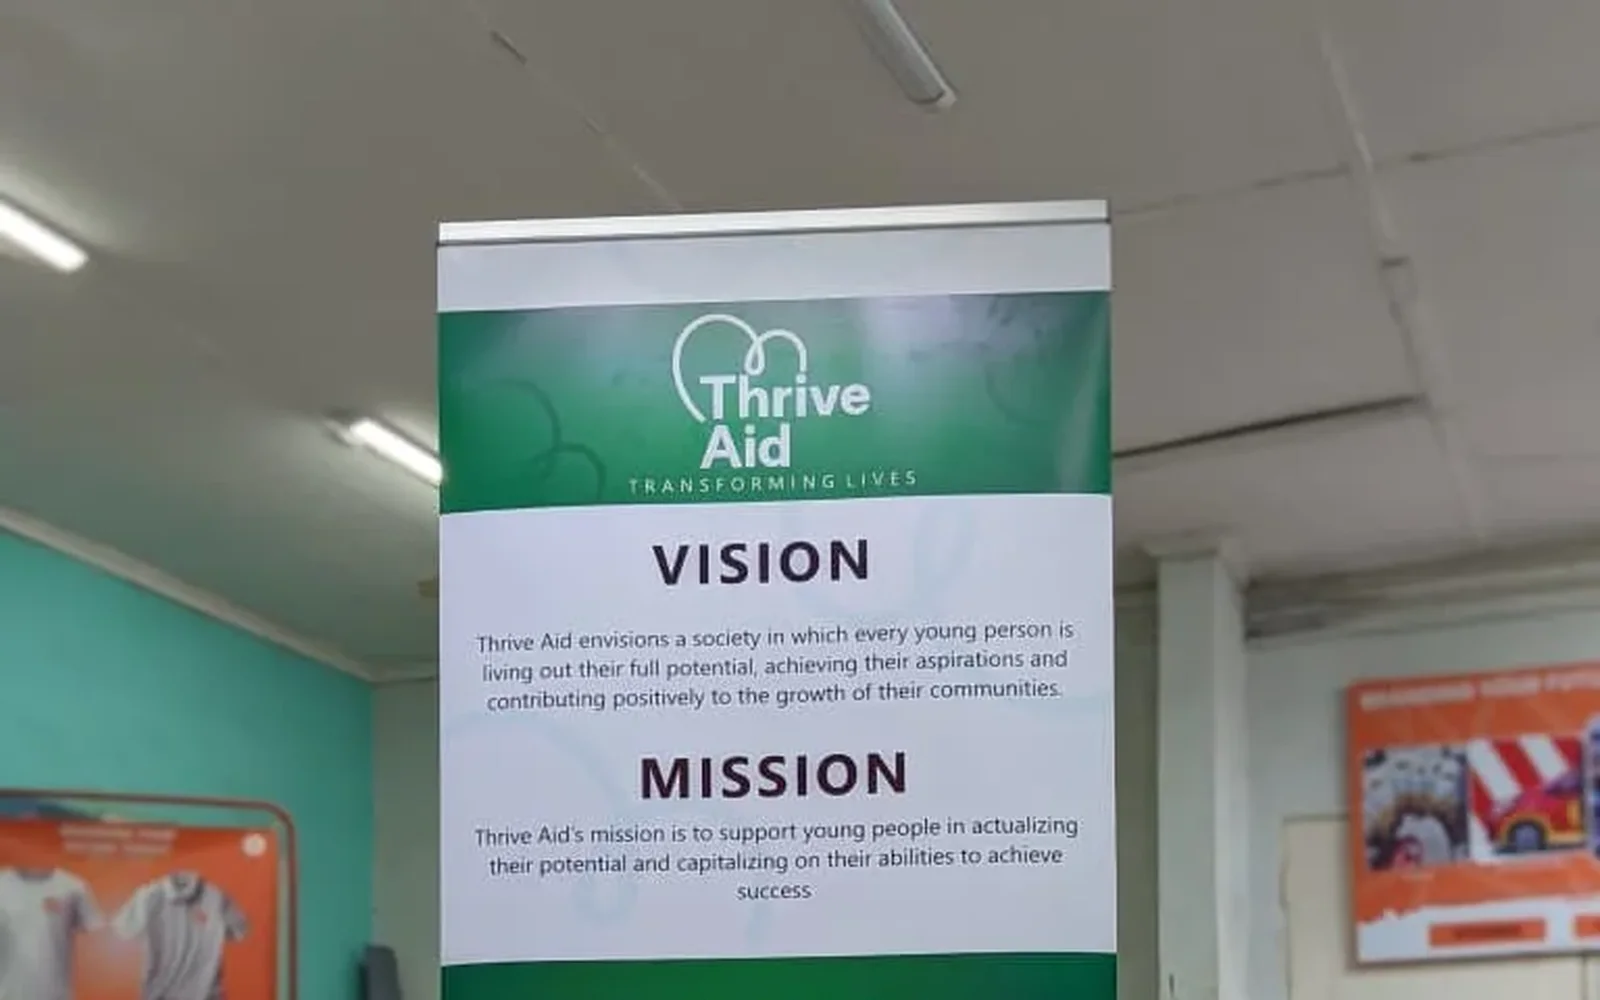 Thrive
Aid
TRANSFORMING LIVES
VISION
Thrive Aid envisions a society in which every young person is
living out their full potential, achieving their aspirations and
contributing positively to the growth of their communities.
MISSION
Thrive Aid's mission is to support young people in actualizing
their potential and capitalizing on their abilities to achieve
success